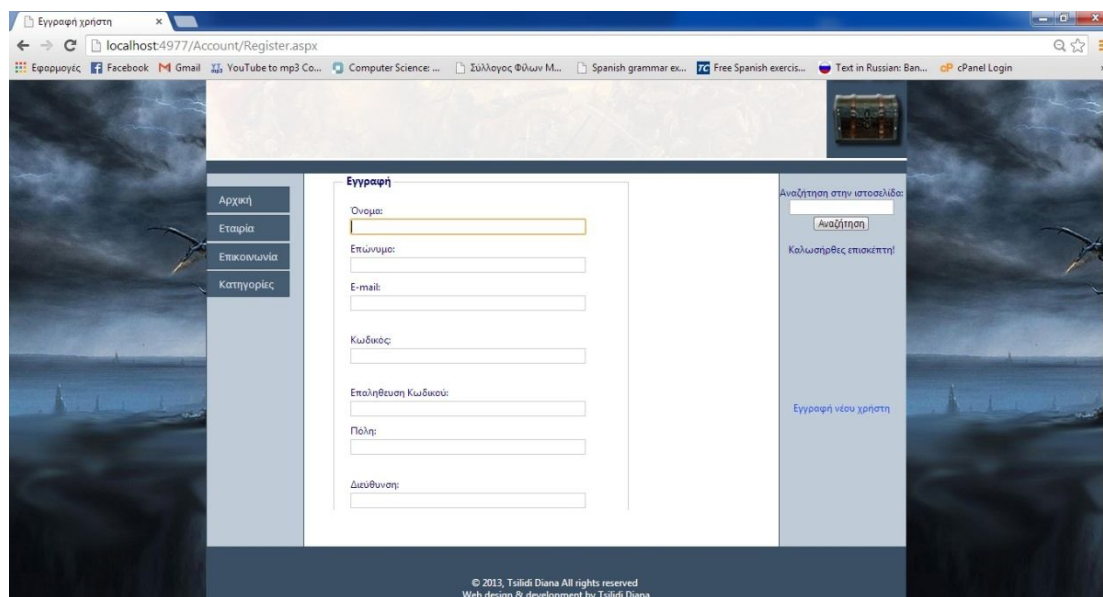 Εγγραφή χρήστη
localhost:4977/Account/Register.aspx
Εφαρμογές Facebook Gmail YouTube to mp3 Co... Computer Science: ... Σύλλογος Φίλων Μ... Spanish grammar ex... TC Free Spanish exercis... Text in Russian: Ban... cP cPanel Login
Αρχική
Εταιρία
Επικοινωνία
Κατηγορίες
Εγγραφή
Όνομα:
Επώνυμο:
E-mail:
Κωδικός:
Επαλήθευση Κωδικού:
Πόλη:
Διεύθυνση:
Αναζήτηση στην ιστοσελίδα:
Αναζήτηση
Καλωσήρθες επισκέπτη!
Εγγραφή νέου χρήστη
© 2013, Tsilidi Diana All rights reserved
Web design & development by Tsilidi Diana